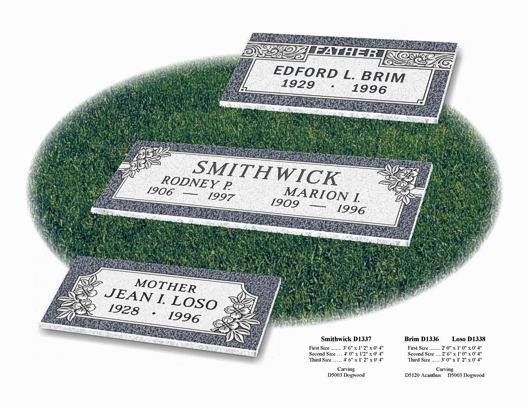 FATHER
EDFORD L. BRIM
1929 · 1996
SMITHWICK
RODNEY P. MARION I.
1906 — 1997 1909 — 1996
MOTHER
JEAN I. LOSO
1928 · 1996
Smithwick D1337
First Size ....... 3' 6" x 1' 2" x 0' 4"
Second Size ... 4' 0" x 1'2" x 0' 4"
Third Size ...... 4' 6" x 1' 2" x 0' 4"
Carving
D5003 Dogwood
Brim D1336 Loso D1338
First Size ....... 2' 0" x 1' 0" x 0' 4"
Second Size ... 2' 6" x 1' 0" x 0' 4"
Third Size ...... 3' 0" x 1' 2" x 0' 4"
Carving
D5120 Acanthus D5003 Dogwood